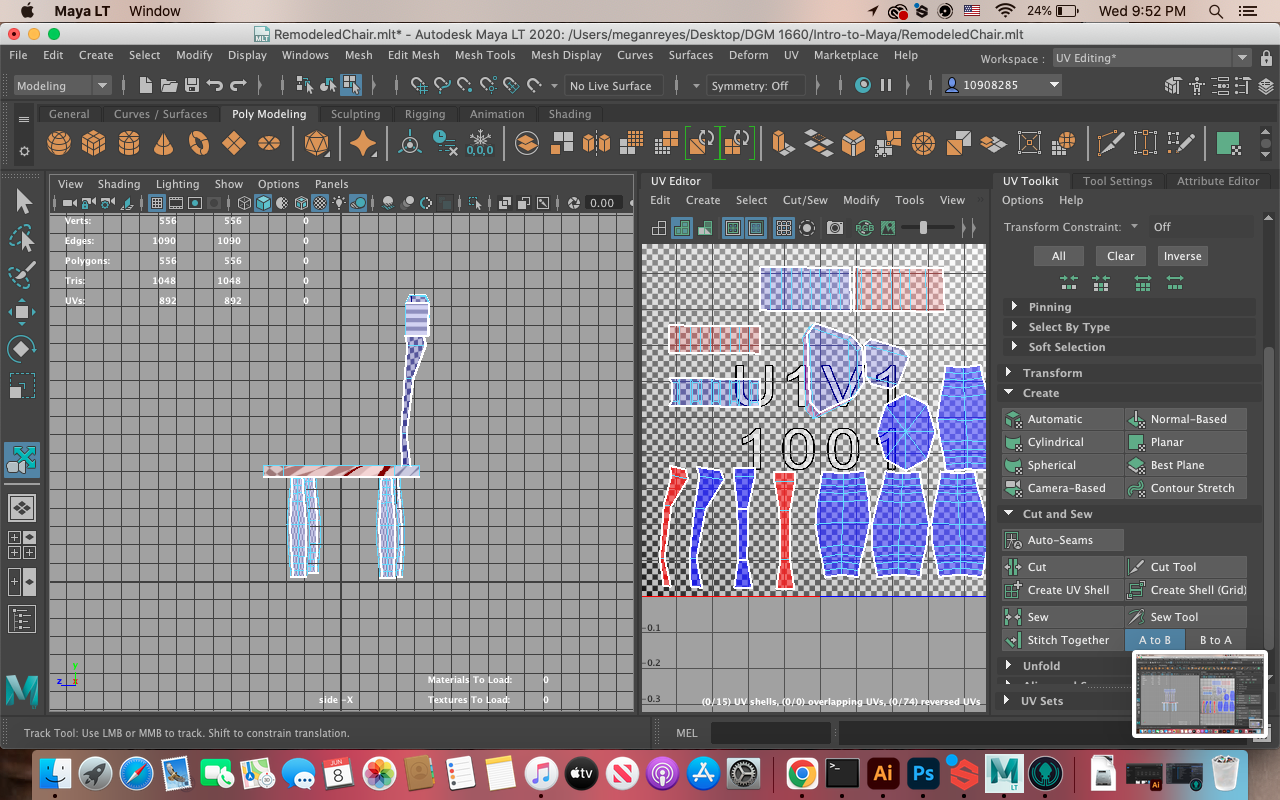 Maya LT Window 24% Wed 9:52 PM
RemodeledChair.mlt* - Autodesk Maya LT 2020: /Users/meganreyes/Desktop/DGM 1660/Intro-to-Maya/RemodeledChair.mlt
File Edit Create Select Modify Display Windows Mesh Edit Mesh Mesh Tools Mesh Display Curves Surfaces Deform UV Marketplace Help Workspace : UV Editing*
Modeling No Live Surface Symmetry: Off 10908285
General Curves / Surfaces Poly Modeling Sculpting Rigging Animation Shading
0,0,0
View Shading Lighting Show Options Panels
0.00
Verts: 556 556 0
Edges: 1090 1090 0
Polygons: 556 556 0
Tris: 1048 1048 0
UVs: 892 892 0
Materials To Load: 0
side -X Textures To Load: 0
y
z x
UV Editor
Edit Create Select Cut/Sew Modify Tools View
RGB
U1V1
1001
-0.1
-0.2
-0.3
(0/15) UV shells, (0/0) overlapping UVs, (0/74) reversed UVs
UV Toolkit Tool Settings Attribute Editor
Options Help
Transform Constraint: Off
All Clear Inverse
Pinning
Select By Type
Soft Selection
Transform
Create
Automatic Normal-Based
Cylindrical Planar
Spherical Best Plane
Camera-Based Contour Stretch
Cut and Sew
Auto-Seams
Cut Cut Tool
Create UV Shell Create Shell (Grid)
Sew Sew Tool
Stitch Together A to B B to A
Unfold
UV Sets
Track Tool: Use LMB or MMB to track. Shift to constrain translation. MEL
JUN
8
tv
Ai
Ps
M
LT